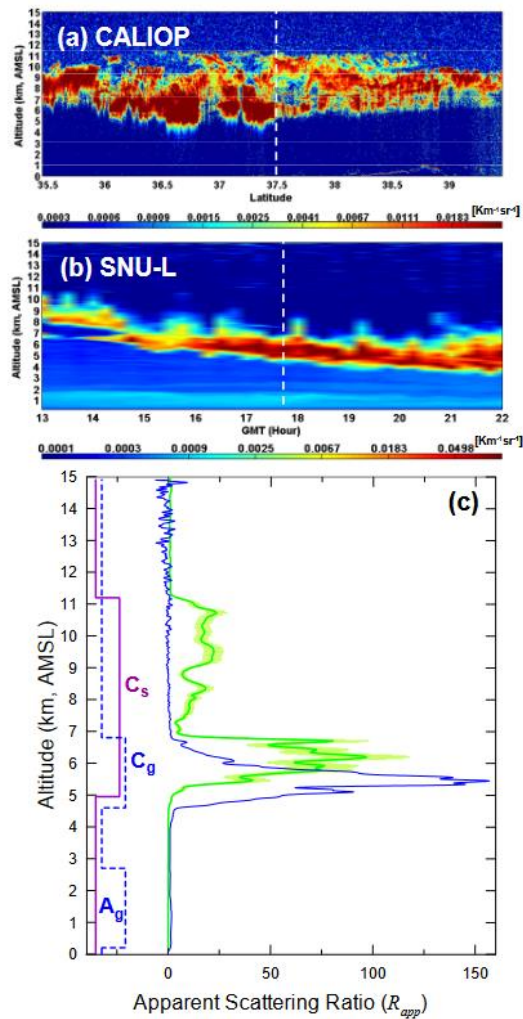 (a) CALIOP
Altitude (km, AMSL)
15
14
13
12
11
10
9
8
7
6
5
4
3
2
1
0
35.5 36 36.5 37 37.5 38 38.5 39
Latitude
[Km⁻¹sr⁻¹]
0.0003 0.0006 0.0009 0.0015 0.0025 0.0041 0.0067 0.0111 0.0183
(b) SNU-L
Altitude (km, AMSL)
15
14
13
12
11
10
9
8
7
6
5
4
3
2
1
13 14 15 16 17 18 19 20 21 22
GMT (Hour)
[Km⁻¹sr⁻¹]
0.0001 0.0003 0.0009 0.0025 0.0067 0.0183 0.0498
(c)
Altitude (km, AMSL)
15
14
13
12
11
10
9
8
7
6
5
4
3
2
1
0
Cs
Cg
Ag
0 50 100 150
Apparent Scattering Ratio (Rapp)